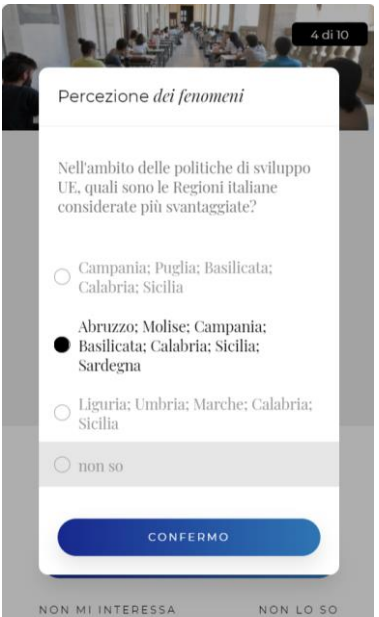 4 di 10
Percezione dei fenomeni
Nell'ambito delle politiche di sviluppo
UE, quali sono le Regioni italiane
considerate più svantaggiate?
Campania; Puglia; Basilicata;
Calabria; Sicilia
Abruzzo; Molise; Campania;
Basilicata; Calabria; Sicilia;
Sardegna
Liguria; Umbria; Marche; Calabria;
Sicilia
non so
CONFERMO
NON MI INTERESSA
NON LO SO